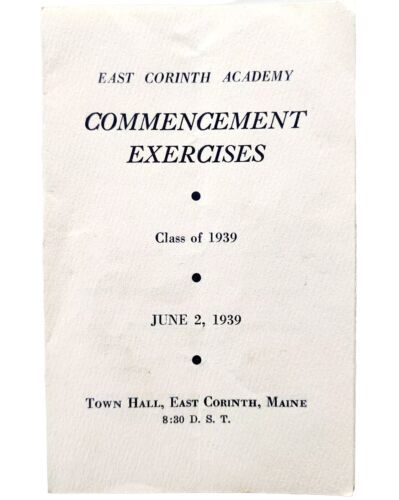 EAST CORINTH ACADEMY
COMMENCEMENT
EXERCISES
Class of 1939
JUNE 2, 1939
TOWN HALL, EAST CORINTH, MAINE
8:30 D. S. T.